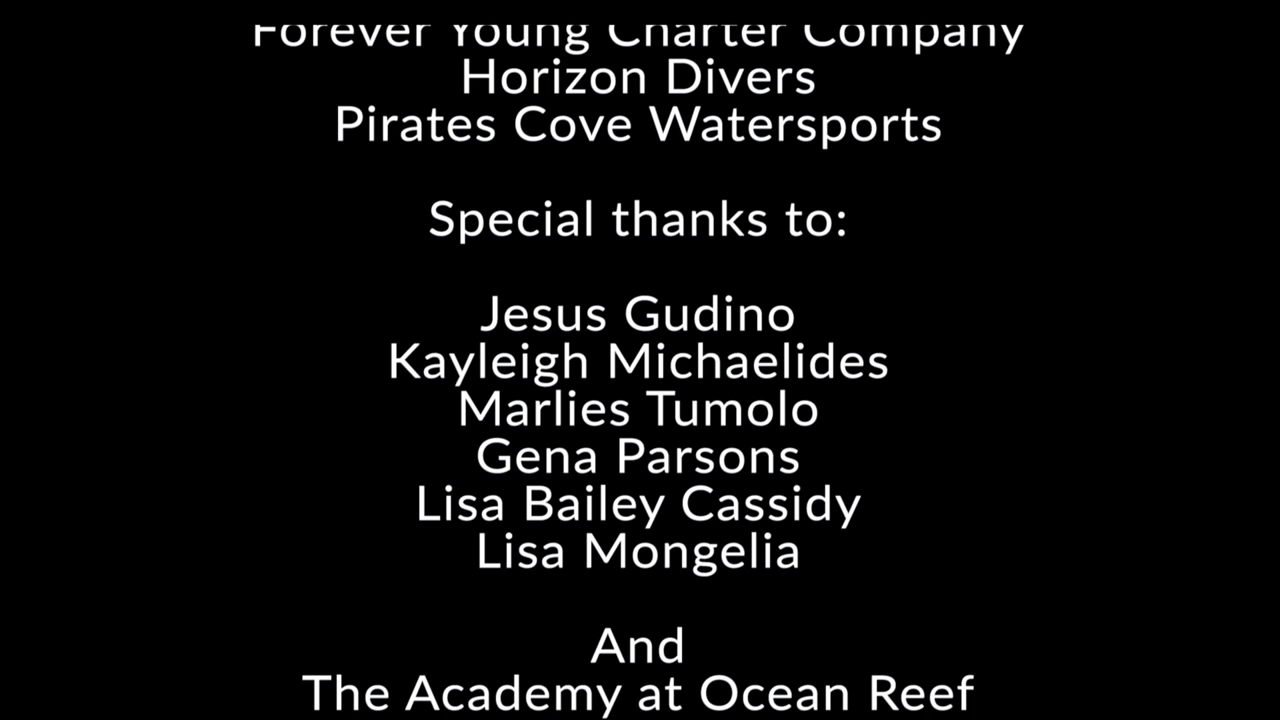 Forever Young Charter Company
Horizon Divers
Pirates Cove Watersports
Special thanks to:
Jesus Gudino
Kayleigh Michaelides
Marlies Tumolo
Gena Parsons
Lisa Bailey Cassidy
Lisa Mongelia
And
The Academy at Ocean Reef